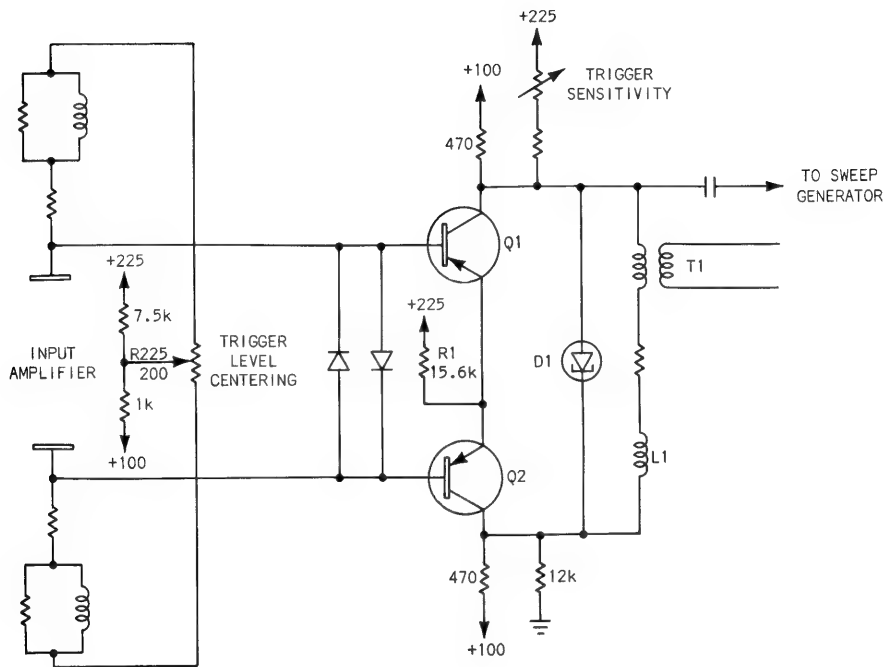 +225
+100
TRIGGER
SENSITIVITY
470
TO SWEEP
GENERATOR
Q1
+225
T1
7.5k
+225
INPUT
AMPLIFIER
R225
200
TRIGGER
LEVEL
CENTERING
R1
15.6k
D1
1k
+100
Q2
L1
470
12k
+100